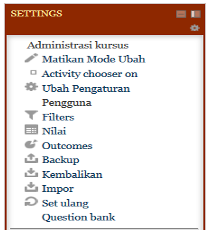 SETTINGS
Administrasi kursus
Matikan Mode Ubah
Activity chooser on
Ubah Pengaturan
Pengguna
Filters
Nilai
Outcomes
Backup
Kembalikan
Impor
Set ulang
Question bank